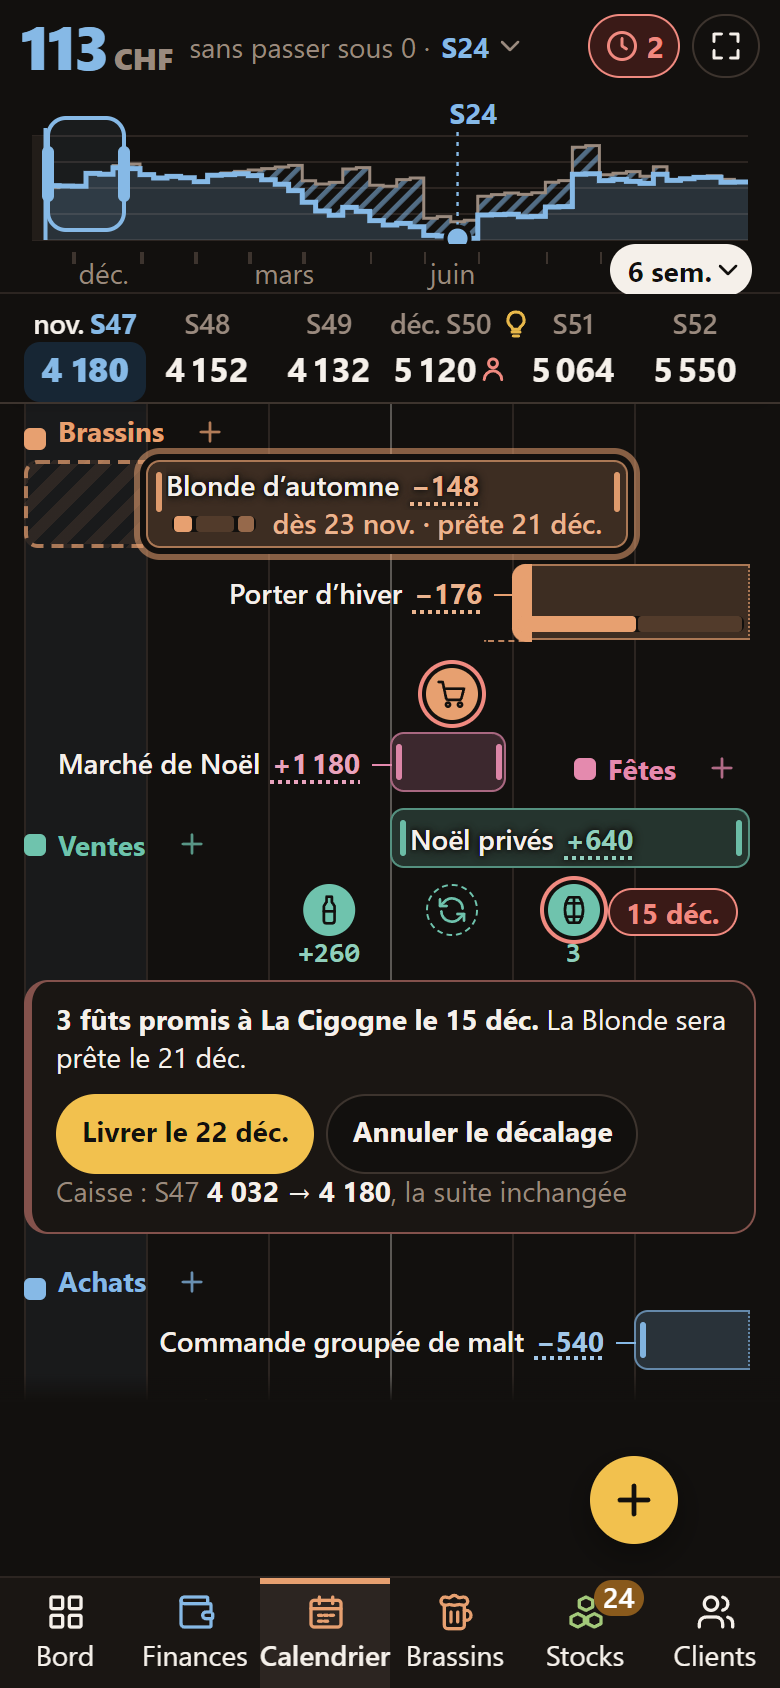 113 CHF sans passer sous 0 · S24
2
S24
déc. mars juin
6 sem.
nov. S47 S48 S49 déc. S50 S51 S52
4 180 4 152 4 132 5 120 5 064 5 550
Brassins +
Blonde d’automne −148
dès 23 nov. · prête 21 déc.
Porter d’hiver −176
Marché de Noël +1 180
Fêtes +
Noël privés +640
Ventes +
15 déc.
+260 3
3 fûts promis à La Cigogne le 15 déc. La Blonde sera
prête le 21 déc.
Livrer le 22 déc. Annuler le décalage
Caisse : S47 4 032 → 4 180, la suite inchangée
Achats +
Commande groupée de malt −540
+
24
Bord Finances Calendrier Brassins Stocks Clients